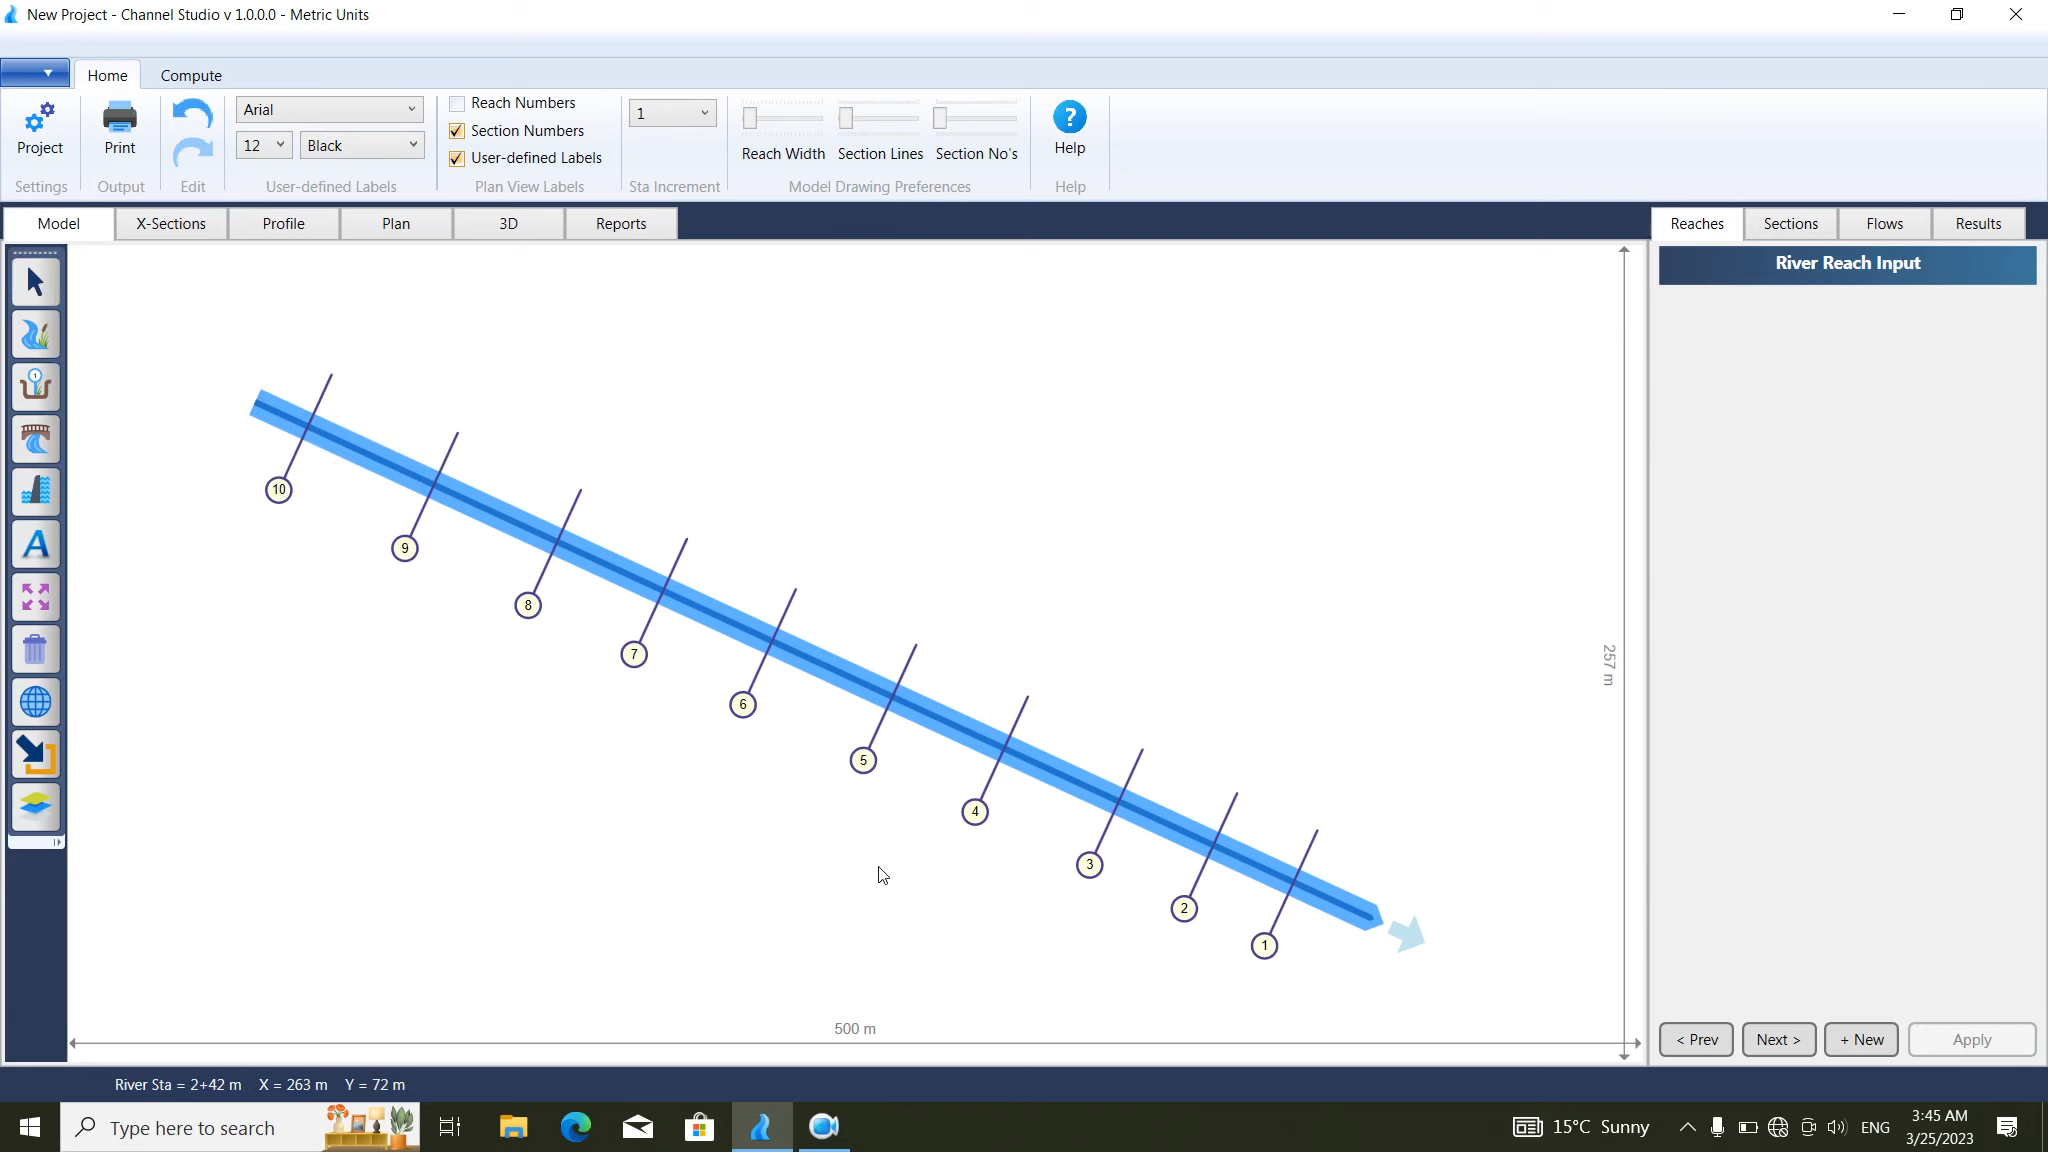 New Project - Channel Studio v 1.0.0.0 - Metric Units
Home
Compute
Project
Print
Arial
12
Black
Reach Numbers
Section Numbers
User-defined Labels
1
Reach Width
Section Lines
Section No's
Help
Settings
Output
Edit
User-defined Labels
Plan View Labels
Sta Increment
Model Drawing Preferences
Help
Model
X-Sections
Profile
Plan
3D
Reports
Reaches
Sections
Flows
Results
River Reach Input
10
9
8
7
6
5
4
3
2
1
257 m
500 m
< Prev
Next >
+ New
Apply
River Sta = 2+42 m X = 263 m Y = 72 m
Type here to search
15°C Sunny
ENG
3:45 AM
3/25/2023